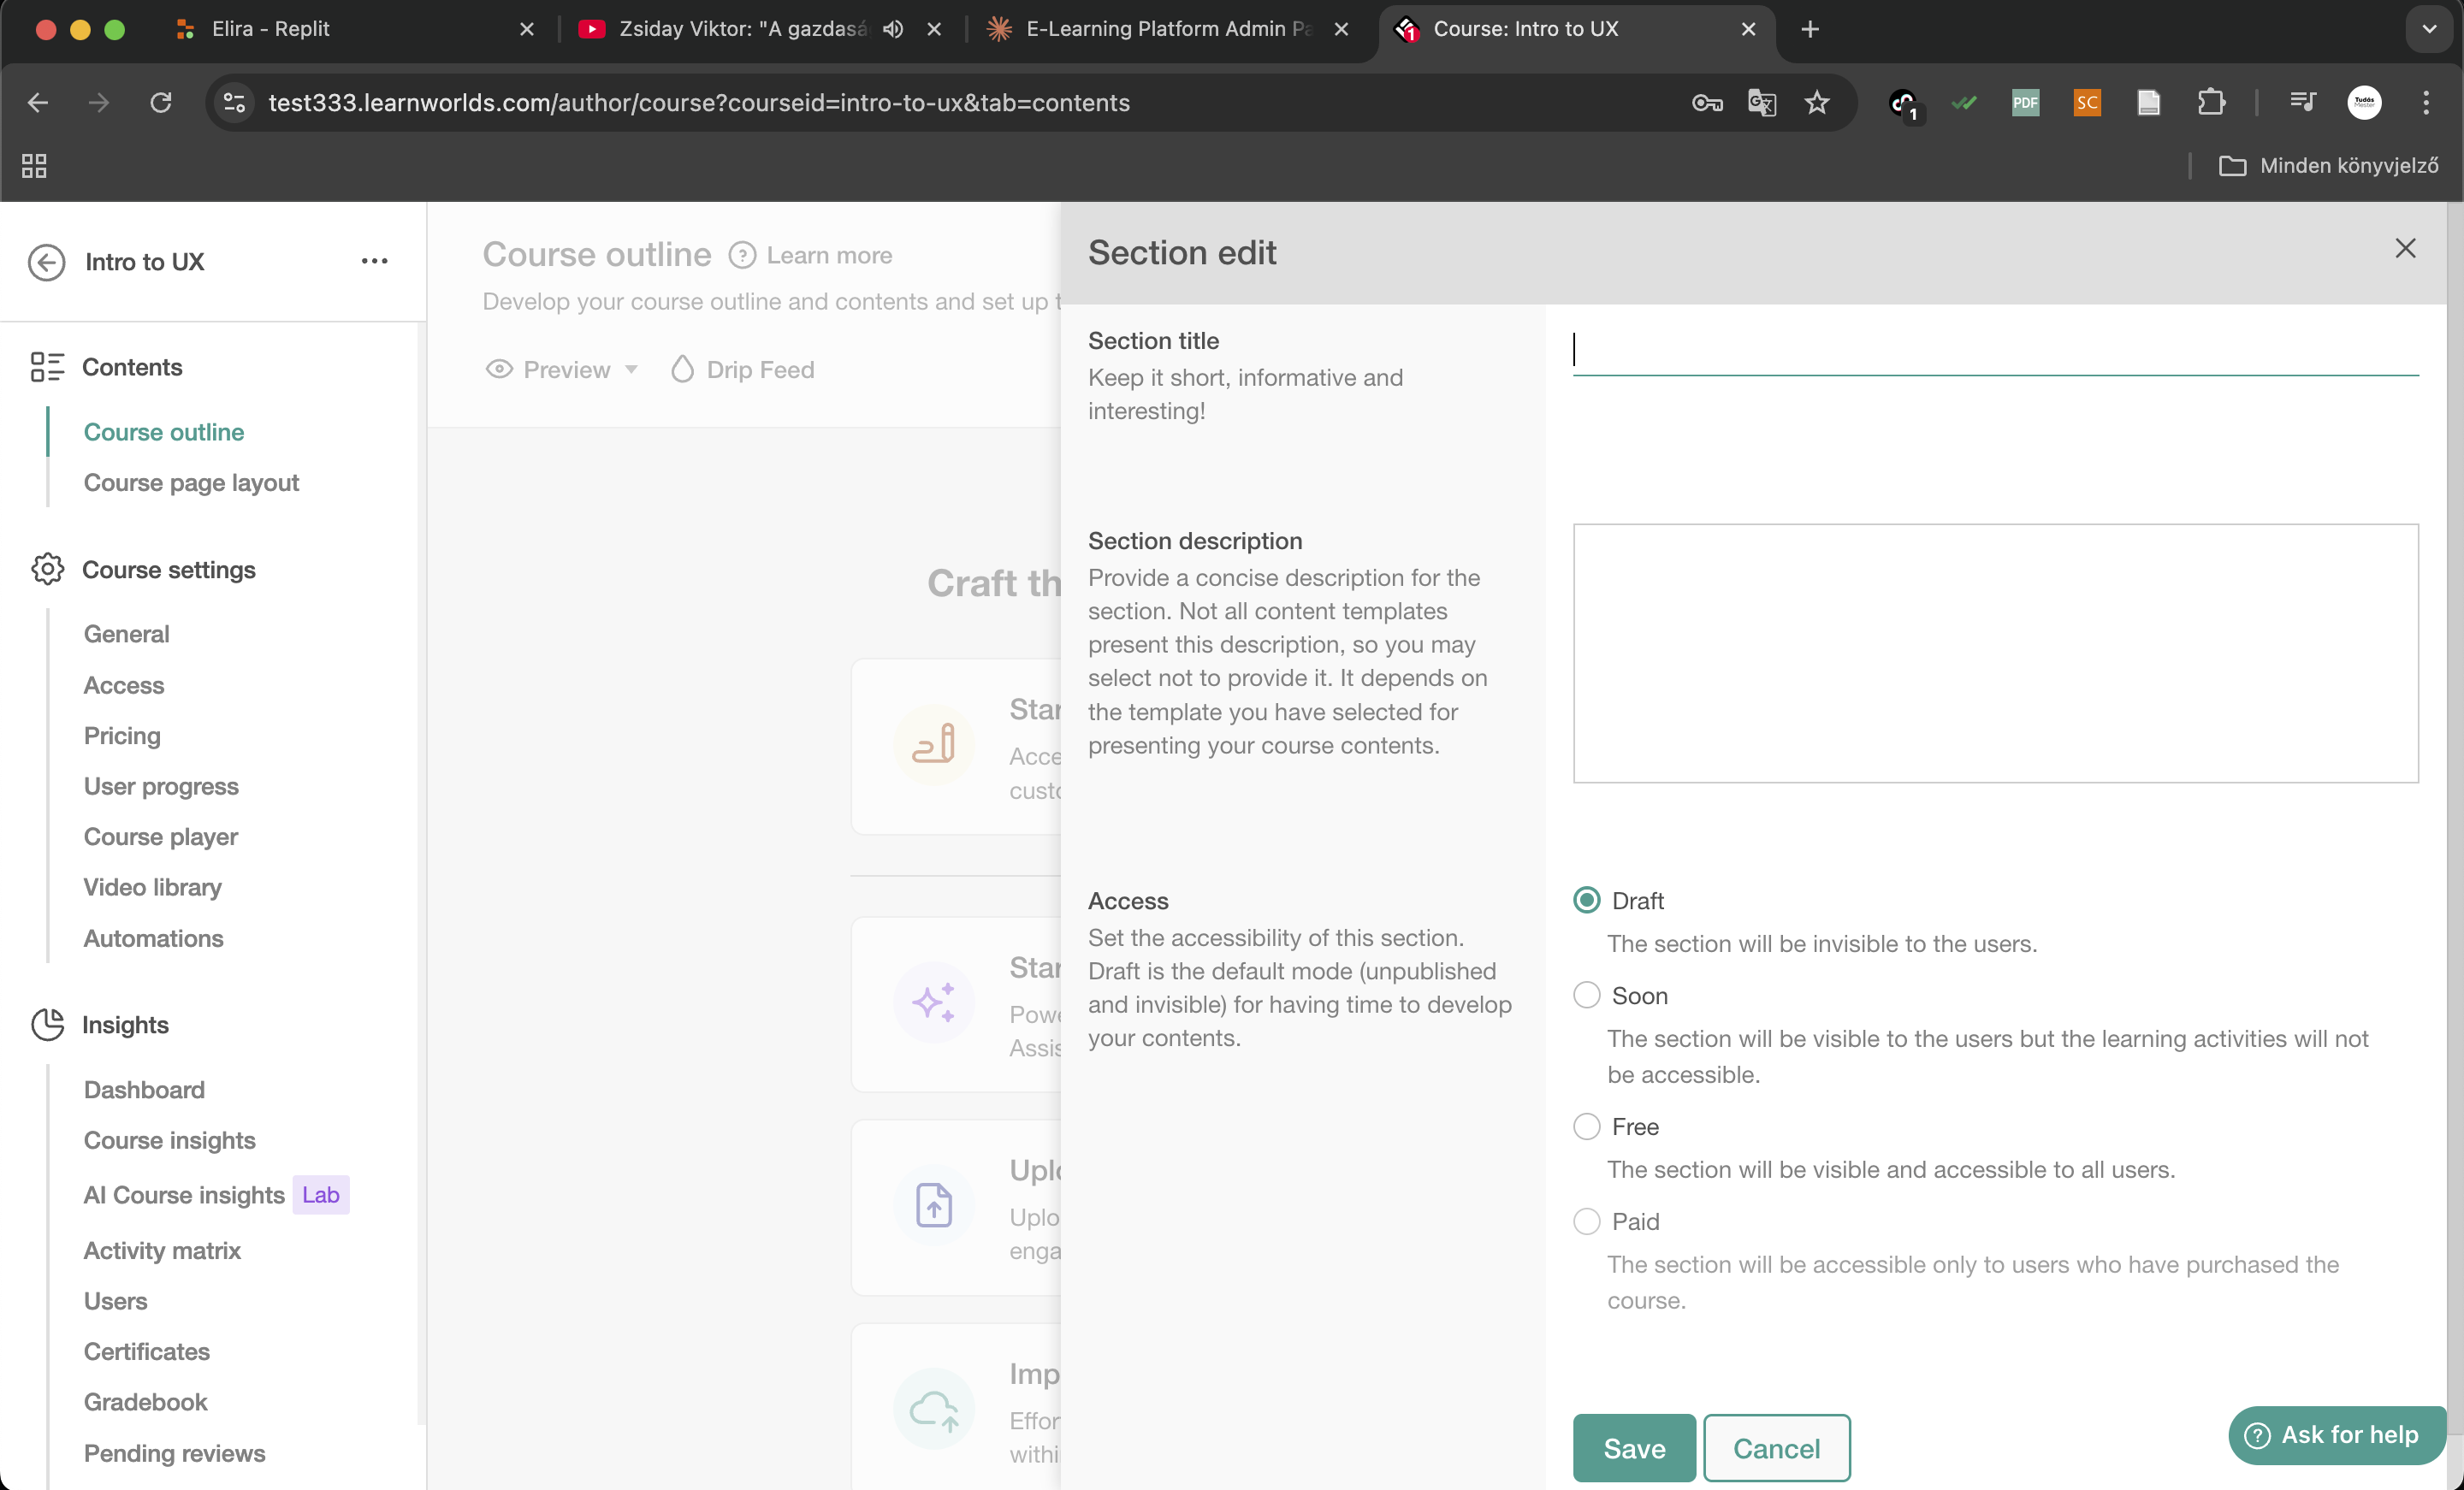 Elira - Replit
Zsiday Viktor: "A gazdasá
E-Learning Platform Admin Pa
Course: Intro to UX
test333.learnworlds.com/author/course?courseid=intro-to-ux&tab=contents
1
PDF
SC
Minden könyvjelző
Intro to UX
Contents
Course outline
Course page layout
Course settings
General
Access
Pricing
User progress
Course player
Video library
Automations
Insights
Dashboard
Course insights
AI Course insights Lab
Activity matrix
Users
Certificates
Gradebook
Pending reviews
Course outline
Learn more
Develop your course outline and contents and set up t
Preview
Drip Feed
Craft th
Star
Acce
custo
Star
Powe
Assis
Uplo
Uplo
enga
Imp
Effor
withi
Section edit
Section title
Keep it short, informative and
interesting!
Section description
Provide a concise description for the
section. Not all content templates
present this description, so you may
select not to provide it. It depends on
the template you have selected for
presenting your course contents.
Access
Set the accessibility of this section.
Draft is the default mode (unpublished
and invisible) for having time to develop
your contents.
Draft
The section will be invisible to the users.
Soon
The section will be visible to the users but the learning activities will not
be accessible.
Free
The section will be visible and accessible to all users.
Paid
The section will be accessible only to users who have purchased the
course.
Save
Cancel
Ask for help